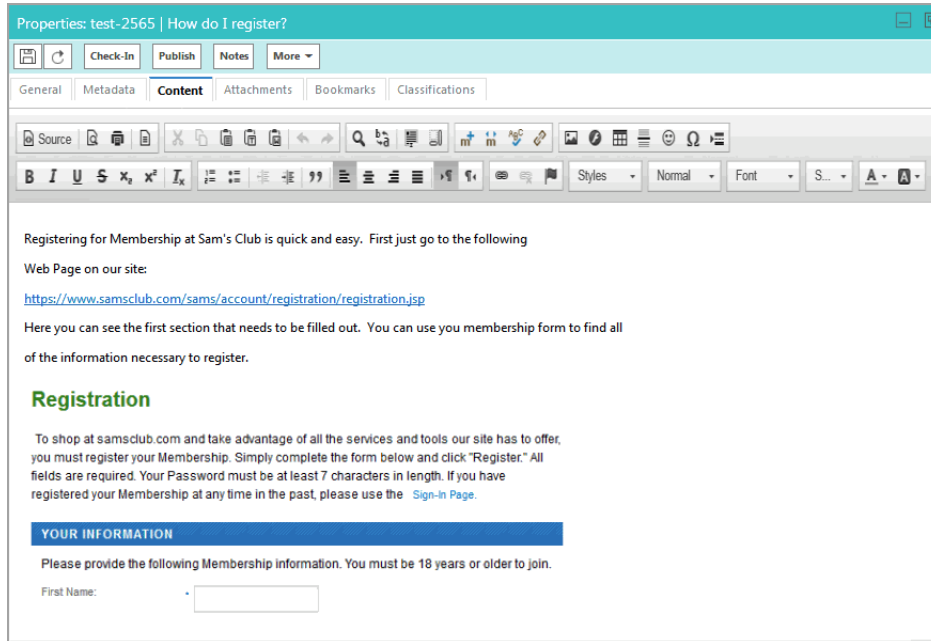 Properties: test-2565 | How do I register?
Check-In Publish Notes More
General Metadata Content Attachments Bookmarks Classifications
Source
B I U S x₂ x² Iₓ Styles Normal Font S... A A
Registering for Membership at Sam's Club is quick and easy. First just go to the following
Web Page on our site:
https://www.samsclub.com/sams/account/registration/registration.jsp
Here you can see the first section that needs to be filled out. You can use you membership form to find all
of the information necessary to register.
Registration
To shop at samsclub.com and take advantage of all the services and tools our site has to offer,
you must register your Membership. Simply complete the form below and click "Register." All
fields are required. Your Password must be at least 7 characters in length. If you have
registered your Membership at any time in the past, please use the Sign-In Page.
YOUR INFORMATION
Please provide the following Membership information. You must be 18 years or older to join.
First Name: